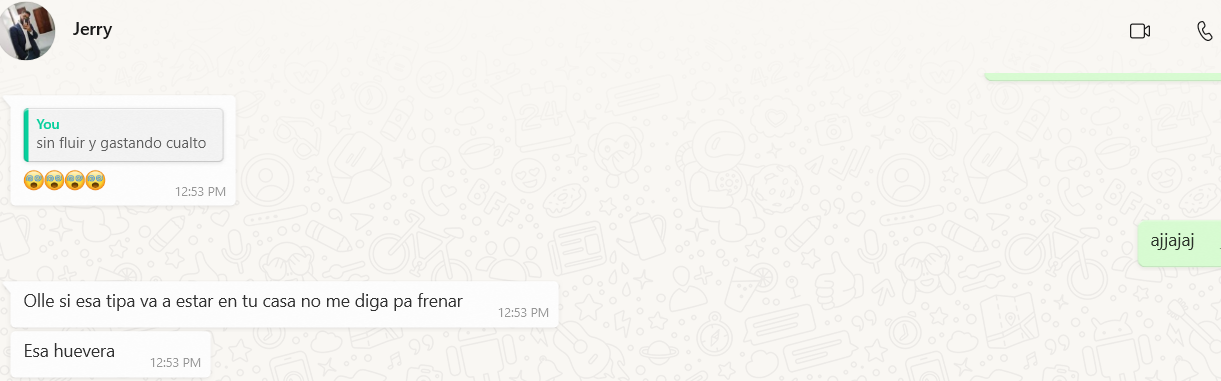 Jerry
You
sin fluir y gastando cualto
😵‍💫😵‍💫😵‍💫😵‍💫
12:53 PM
ajjajaj
Olle si esa tipa va a estar en tu casa no me diga pa frenar
12:53 PM
Esa huevera
12:53 PM